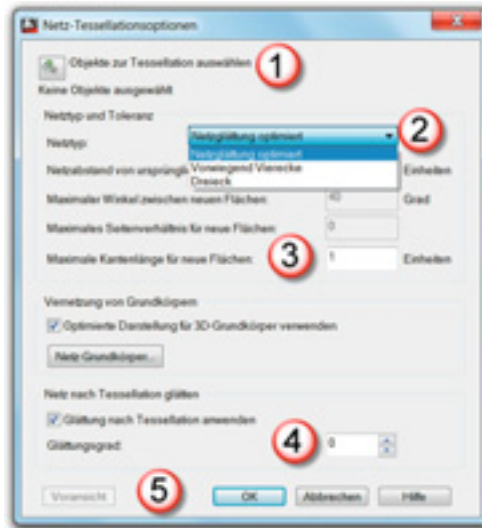 Netz-Tessellationsoptionen
Objekte zur Tessellation auswählen
1
Keine Objekte ausgewählt
Netztyp und Toleranz
Netztyp:
Netzglättung optimiert
2
Netzglättung optimiert
Vorwiegend Vierecke
Dreieck
Netzabstand von ursprüngl
Einheiten
Maximaler Winkel zwischen neuen Flächen:
40
Grad
Maximales Seitenverhältnis für neue Flächen:
0
Maximale Kantenlänge für neue Flächen:
3
1
Einheiten
Vernetzung von Grundkörpern
Optimierte Darstellung für 3D-Grundkörper verwenden
Netz-Grundkörper...
Netz nach Tessellation glätten
Glättung nach Tessellation anwenden
Glättungsgrad:
4
0
Voransicht
5
OK
Abbrechen
Hilfe